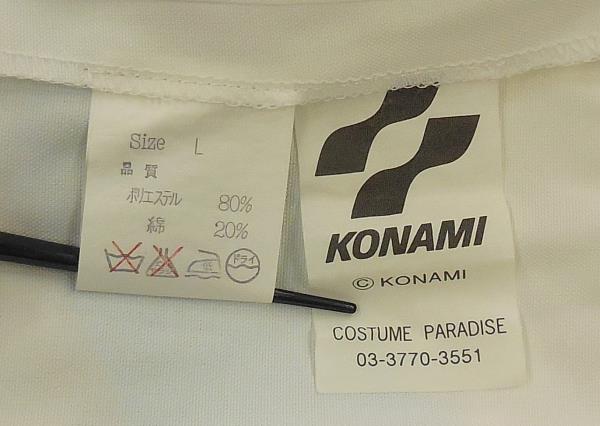 Size L
品質
ポリエステル 80%
綿 20%
ドライ
KONAMI
© KONAMI
COSTUME PARADISE
03-3770-3551